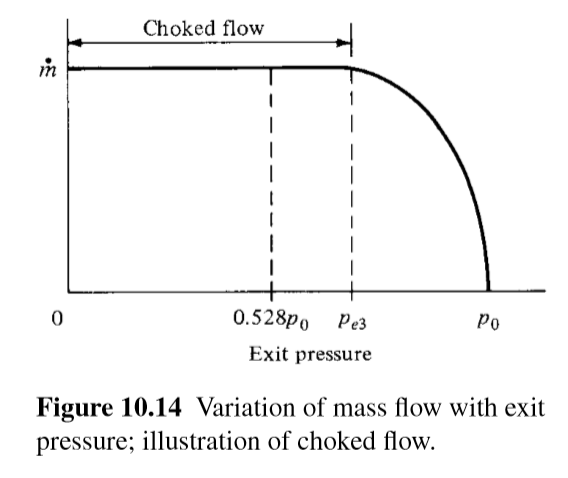 Choked flow
ṁ
0
0.528p₀
pₑ₃
p₀
Exit pressure
Figure 10.14 Variation of mass flow with exit
pressure; illustration of choked flow.